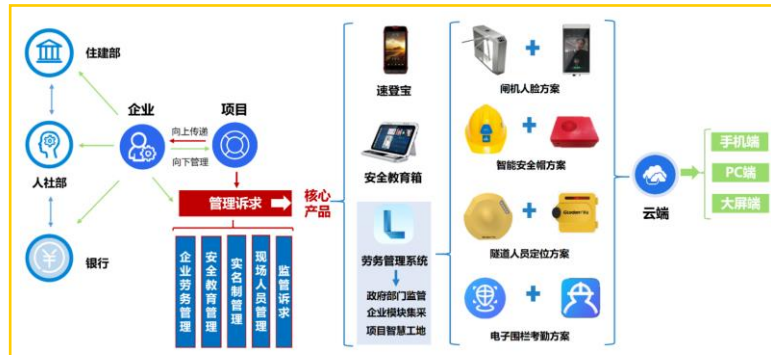 住建部
人社部
银行
企业
项目
向上传递
向下管理
管理诉求
企业劳务管理
安全教育管理
实名制管理
现场人员管理
监管诉求
核心
产品
速登宝
安全教育箱
劳务管理系统
政府部门监管
企业模块集采
项目智慧工地
闸机人脸方案
智能安全帽方案
隧道人员定位方案
电子围栏考勤方案
云端
手机端
PC端
大屏端